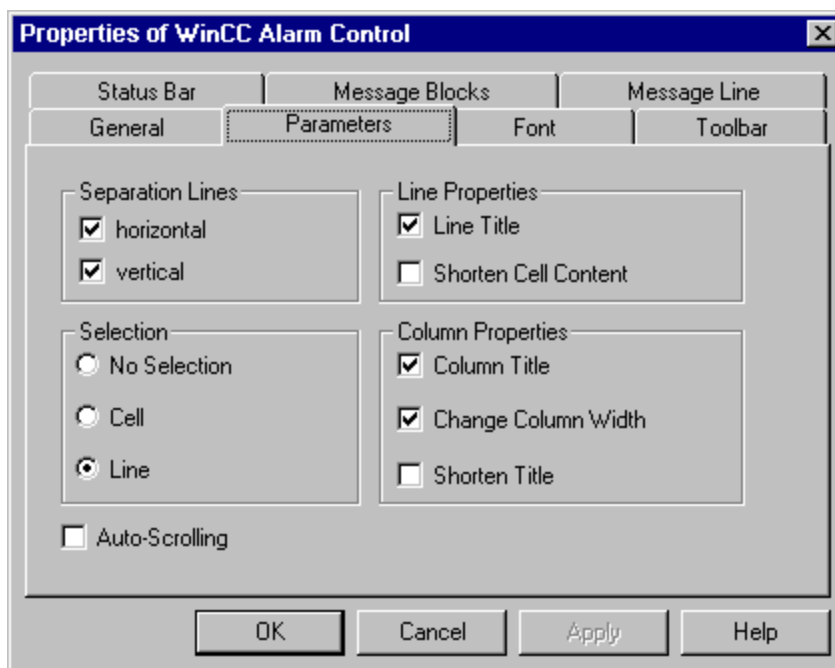 Properties of WinCC Alarm Control
Status Bar
Message Blocks
Message Line
General
Parameters
Font
Toolbar
Separation Lines
horizontal
vertical
Line Properties
Line Title
Shorten Cell Content
Selection
No Selection
Cell
Line
Column Properties
Column Title
Change Column Width
Shorten Title
Auto-Scrolling
OK
Cancel
Apply
Help